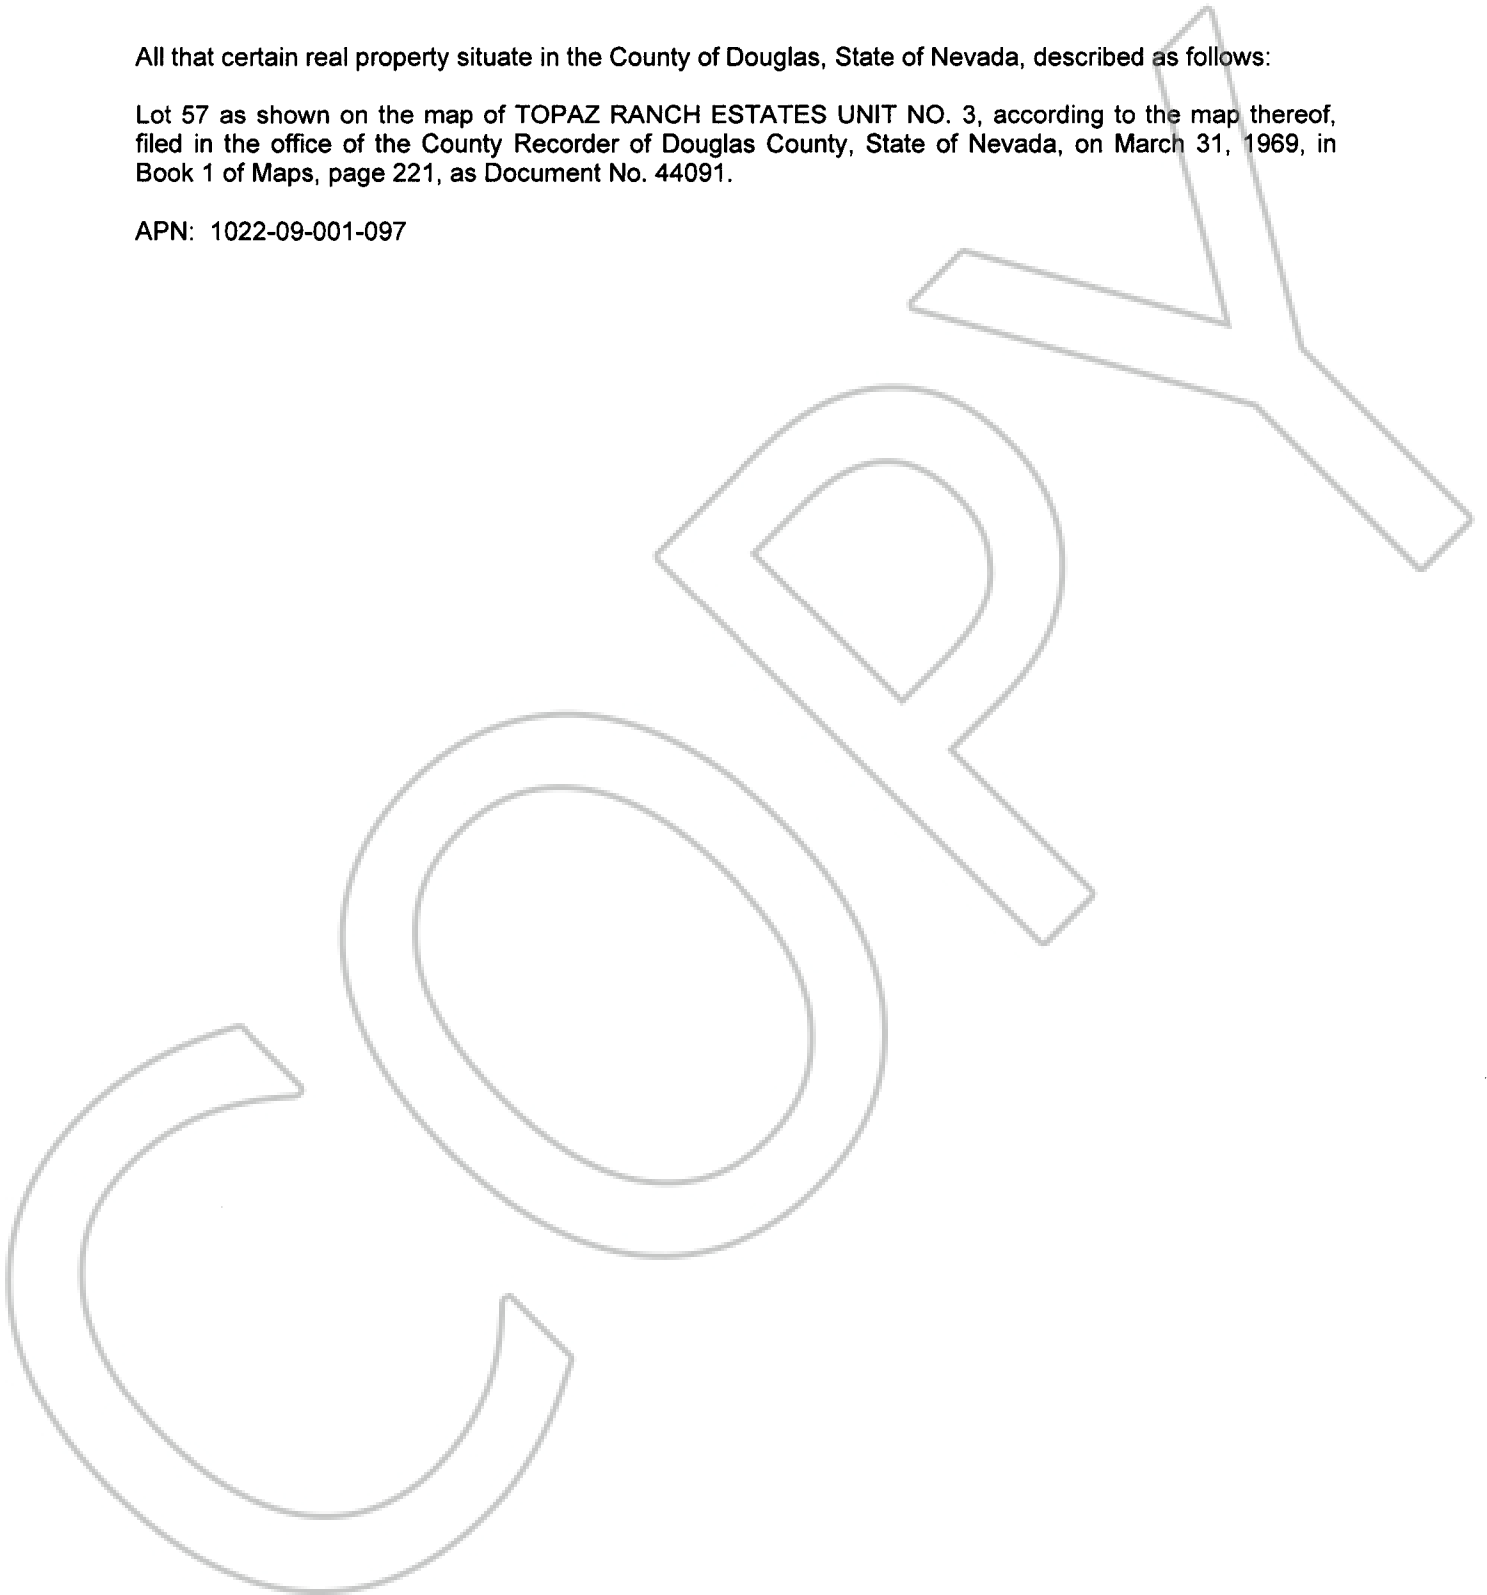 All that certain real property situate in the County of Douglas, State of Nevada, described as follows:
Lot 57 as shown on the map of TOPAZ RANCH ESTATES UNIT NO. 3, according to the map thereof,
filed in the office of the County Recorder of Douglas County, State of Nevada, on March 31, 1969, in
Book 1 of Maps, page 221, as Document No. 44091.
APN: 1022-09-001-097
COPY